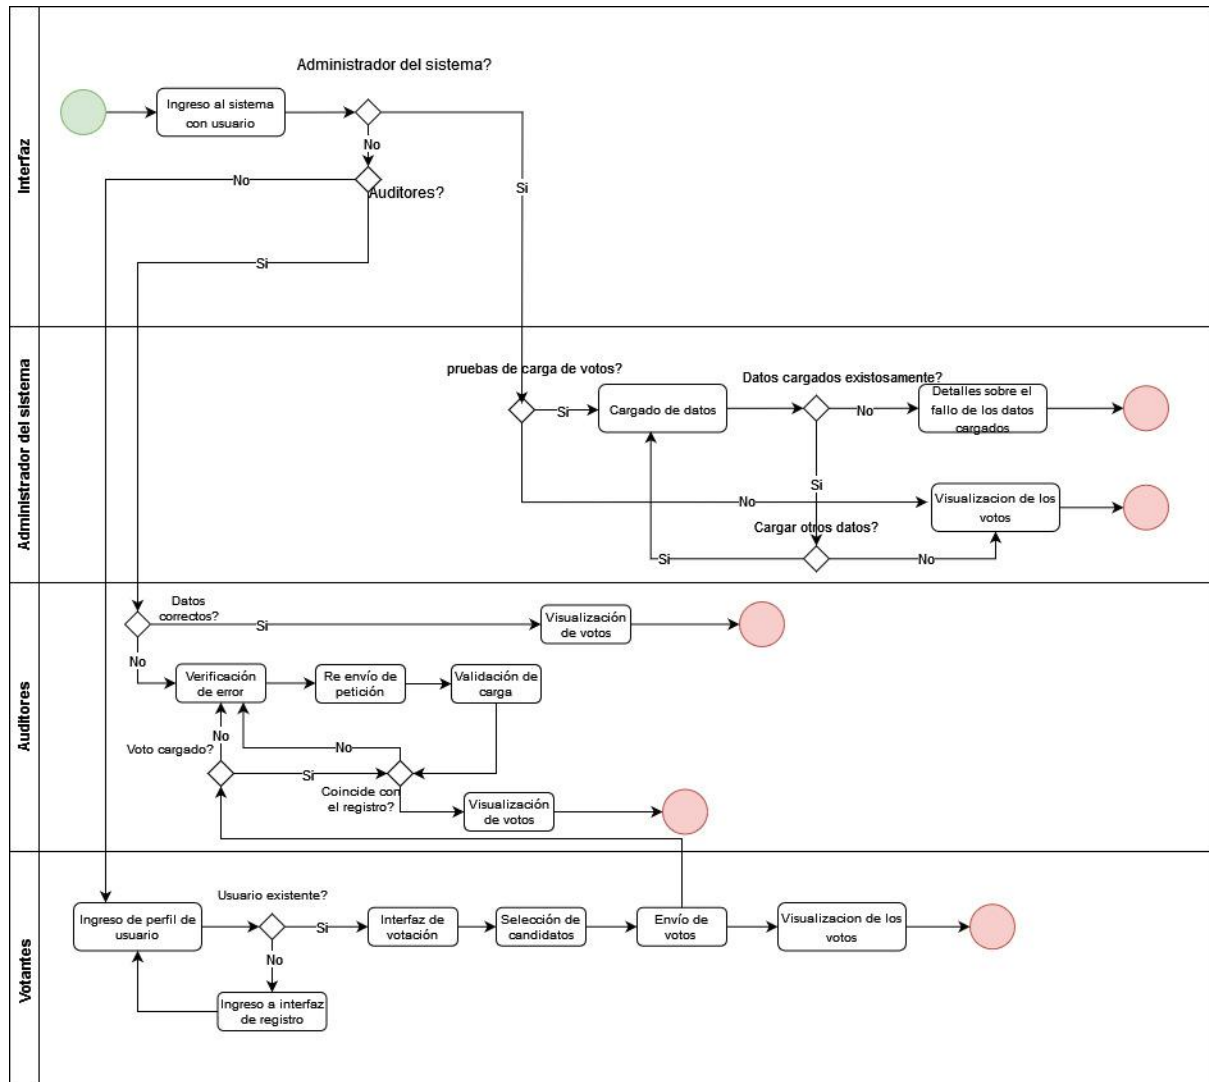 Interfaz
Administrador del sistema?
Ingreso al sistema
con usuario
No
No
Auditores?
Si
Si
Administrador del sistema
pruebas de carga de votos?
Si
Cargado de datos
Datos cargados existosamente?
No
Detalles sobre el
fallo de los datos
cargados
Si
No
Visualizacion de los
votos
Cargar otros datos?
Si
No
Auditores
Datos
correctos?
Si
Visualización
de votos
No
Verificación
de error
Re envío de
petición
Validación de
carga
No
Voto cargado?
No
Si
Coincide con
el registro?
Visualización
de votos
Votantes
Ingreso de perfil de
usuario
Usuario existente?
Si
Interfaz de
votación
Selección de
candidatos
Envío de
votos
Visualizacion de los
votos
No
Ingreso a interfaz
de registro